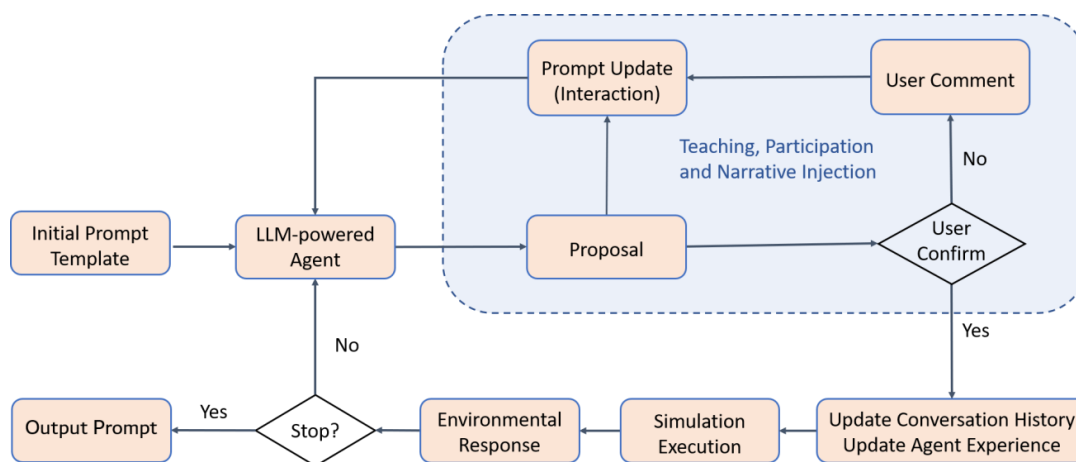 Prompt Update
(Interaction)
User Comment
Teaching, Participation
and Narrative Injection
No
Initial Prompt
Template
LLM-powered
Agent
Proposal
User
Confirm
No
Yes
Output Prompt
Yes
Stop?
Environmental
Response
Simulation
Execution
Update Conversation History
Update Agent Experience